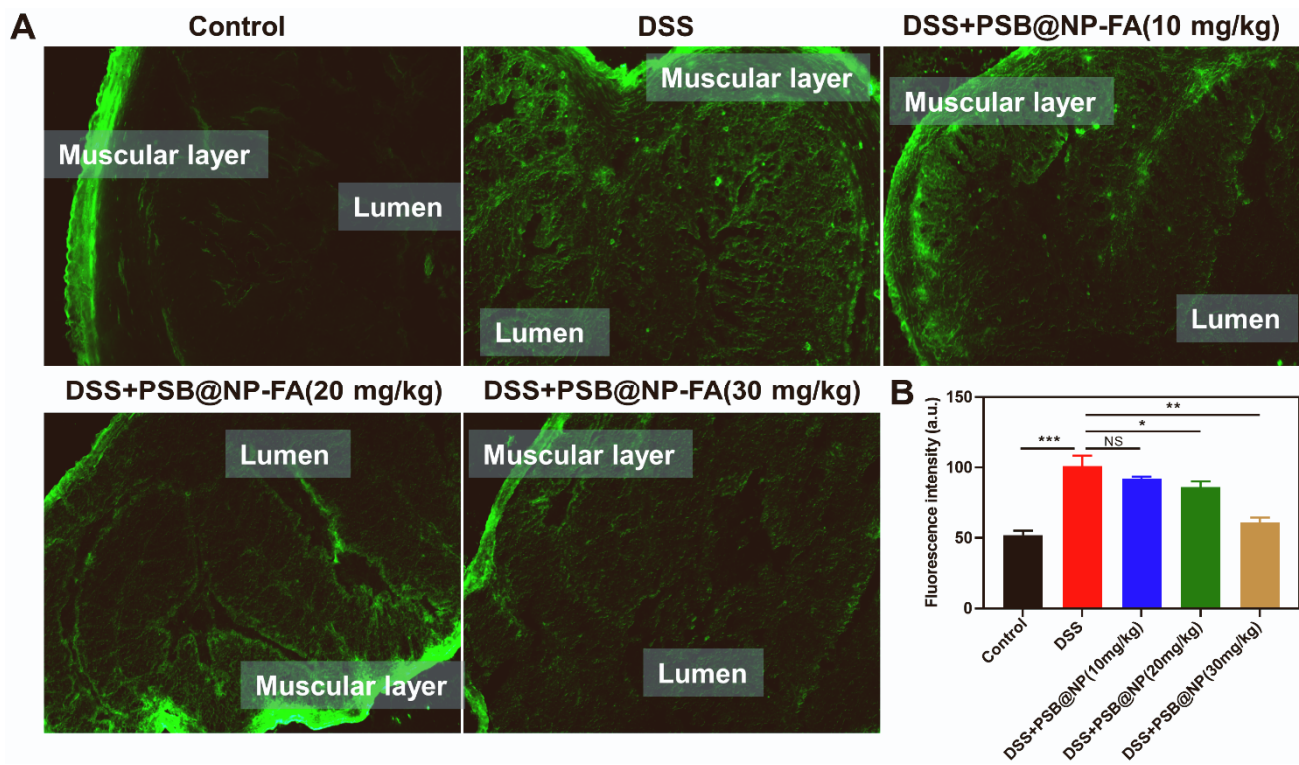 A
Control
DSS
DSS+PSB@NP-FA(10 mg/kg)
Muscular layer
Lumen
Muscular layer
Lumen
Muscular layer
Lumen
DSS+PSB@NP-FA(20 mg/kg)
DSS+PSB@NP-FA(30 mg/kg)
Lumen
Muscular layer
Muscular layer
Lumen
B
Fluorescence intensity (a.u.)
150
100
50
0
***
NS
*
**
Control
DSS
DSS+PSB@NP(10mg/kg)
DSS+PSB@NP(20mg/kg)
DSS+PSB@NP(30mg/kg)